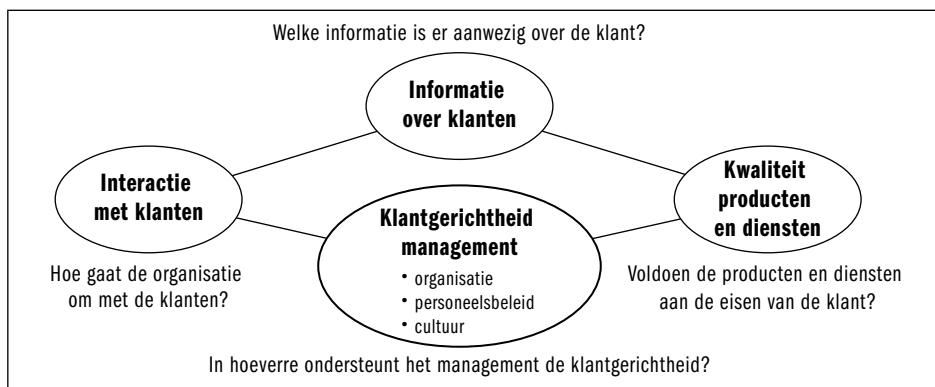 Welke informatie is er aanwezig over de klant?
Informatie
over klanten
Interactie
met klanten
Kwaliteit
producten
en diensten
Klantgerichtheid
management
• organisatie
• personeelsbeleid
• cultuur
Hoe gaat de organisatie
om met de klanten?
Voldoen de producten en diensten
aan de eisen van de klant?
In hoeverre ondersteunt het management de klantgerichtheid?